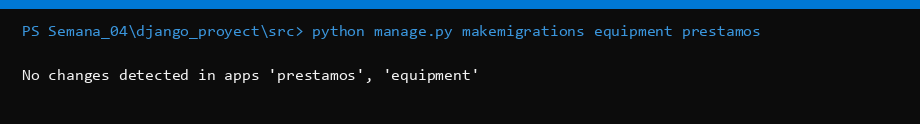 PS Semana_04\django_proyect\src> python manage.py makemigrations equipment prestamos
No changes detected in apps 'prestamos', 'equipment'